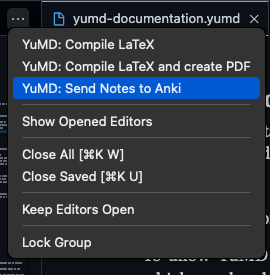 yumd-documentation.yumd
YuMD: Compile LaTeX
YuMD: Compile LaTeX and create PDF
YuMD: Send Notes to Anki
Show Opened Editors
Close All [⌘K W]
Close Saved [⌘K U]
Keep Editors Open
Lock Group